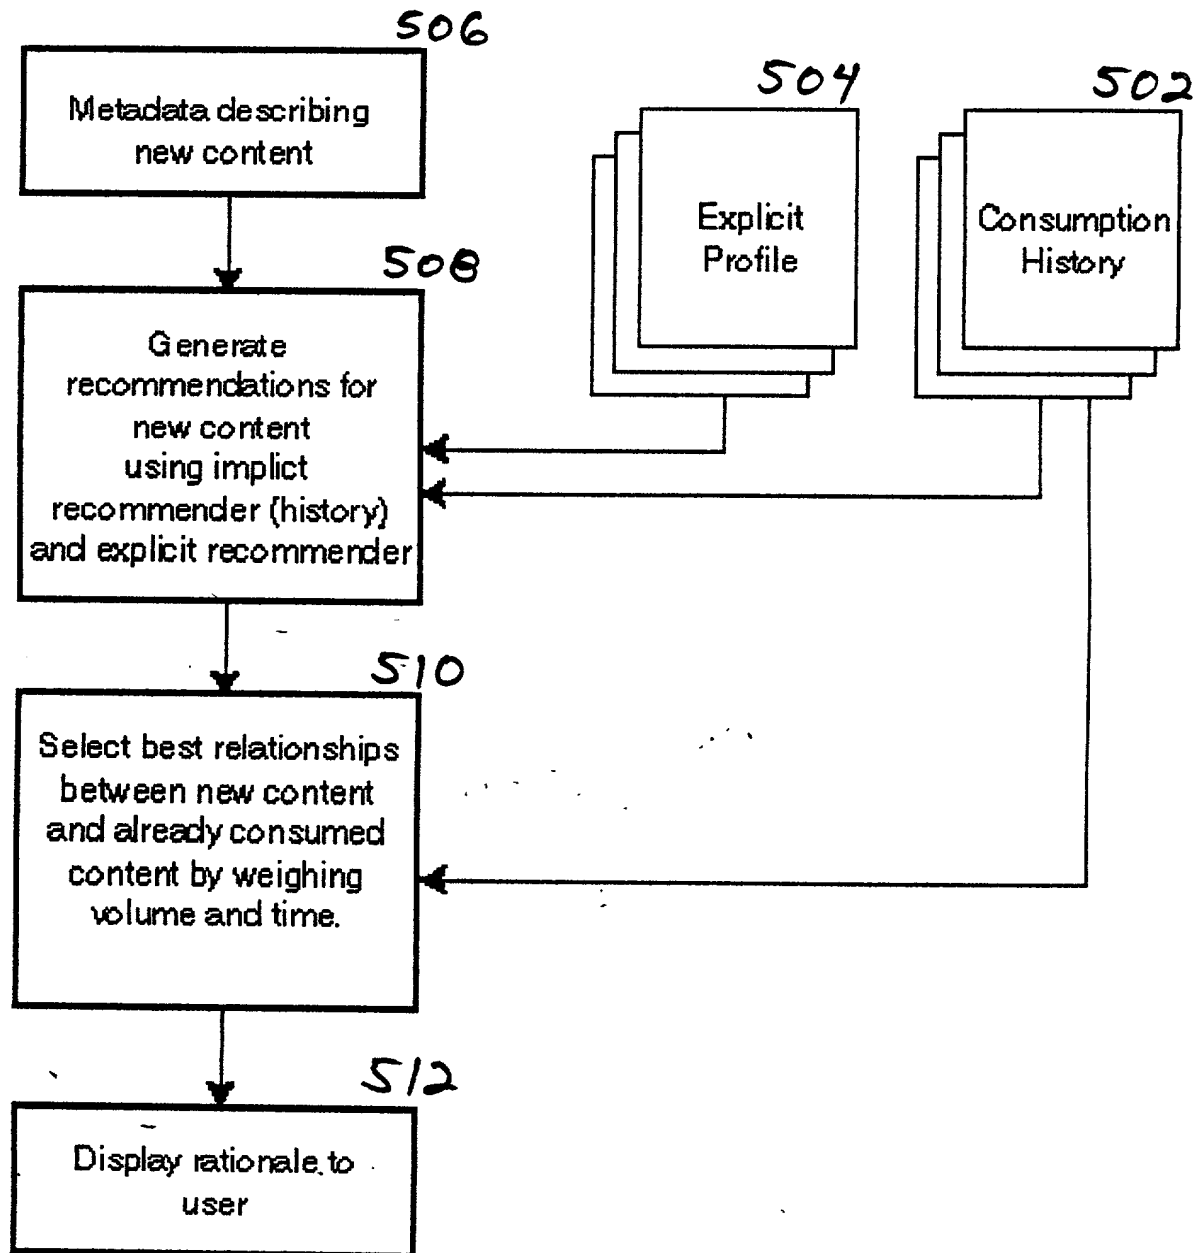 506
Metadata describing
new content
504
Explicit
Profile
502
Consumption
History
508
Generate
recommendations for
new content
using implict
recommender (history)
and explicit recommender
510
Select best relationships
between new content
and already consumed
content by weighing
volume and time.
512
Display rationale to
user